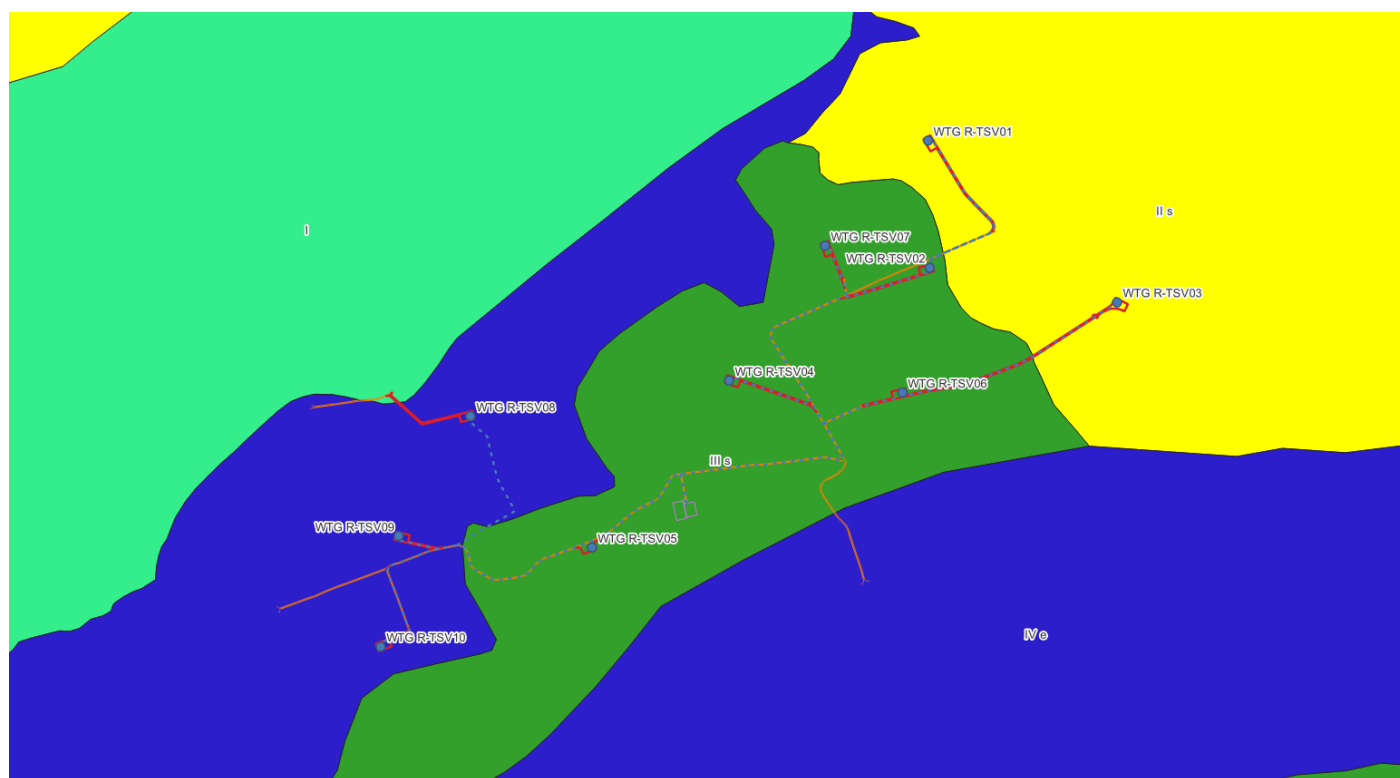 WTG R-TSV01
II s
I
WTG R-TSV07
WTG R-TSV02
WTG R-TSV03
WTG R-TSV04
WTG R-TSV06
WTG R-TSV08
III s
WTG R-TSV09
WTG R-TSV05
WTG R-TSV10
IV e